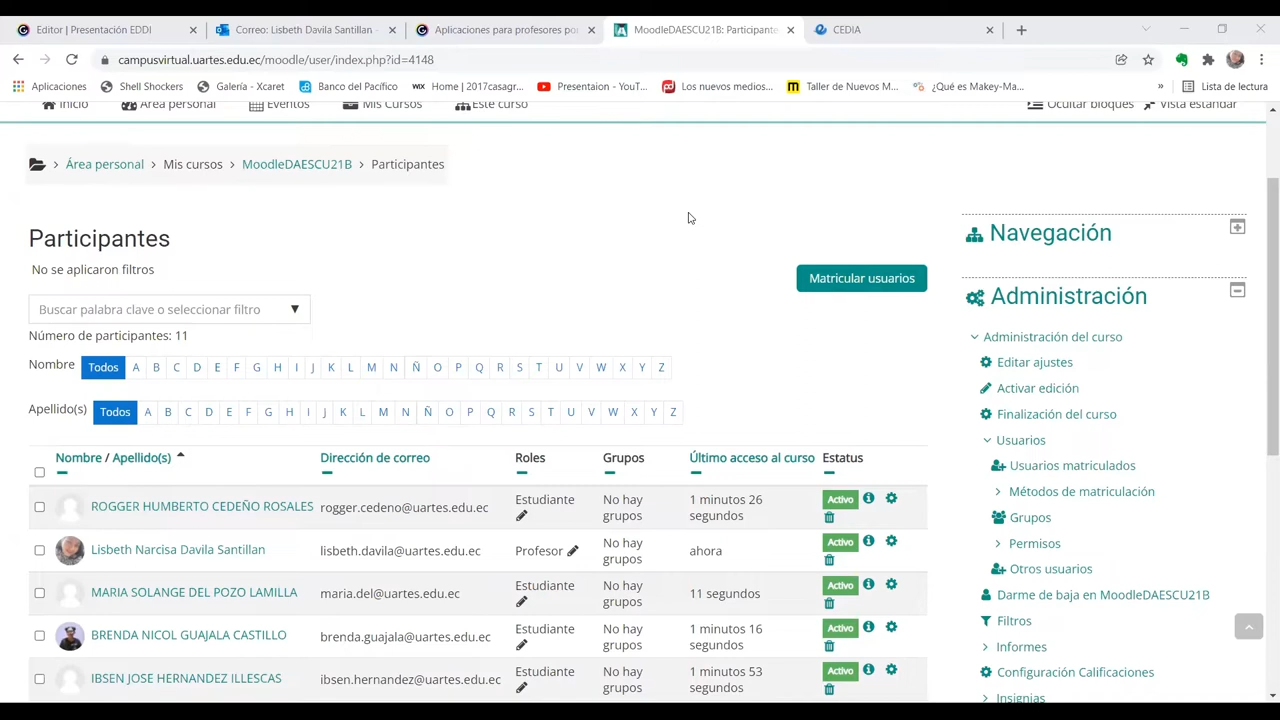 Editor | Presentación EDDI
Correo: Lisbeth Davila Santillan -
Aplicaciones para profesores po
MoodleDAESCU21B: Participante
CEDIA
campusvirtual.uartes.edu.ec/moodle/user/index.php?id=4148
Aplicaciones
Shell Shockers
Galería - Xcaret
Banco del Pacífico
WIX Home | 2017casagr...
Presentaion - YouT...
Los nuevos medios...
Taller de Nuevos M...
¿Qué es Makey-Ma...
»
Lista de lectura
Inicio
Área personal
Eventos
Mis Cursos
Este curso
Ocultar bloques
Vista estándar
Área personal > Mis cursos > MoodleDAESCU21B > Participantes
Participantes
No se aplicaron filtros
Matricular usuarios
Buscar palabra clave o seleccionar filtro ▼
Número de participantes: 11
Nombre Todos A B C D E F G H I J K L M N Ñ O P Q R S T U V W X Y Z
Apellido(s) Todos A B C D E F G H I J K L M N Ñ O P Q R S T U V W X Y Z
Nombre / Apellido(s) Dirección de correo Roles Grupos Último acceso al curso Estatus
ROGGER HUMBERTO CEDEÑO ROSALES rogger.cedeno@uartes.edu.ec Estudiante No hay grupos 1 minutos 26 segundos Activo
Lisbeth Narcisa Davila Santillan lisbeth.davila@uartes.edu.ec Profesor No hay grupos ahora Activo
MARIA SOLANGE DEL POZO LAMILLA maria.del@uartes.edu.ec Estudiante No hay grupos 11 segundos Activo
BRENDA NICOL GUAJALA CASTILLO brenda.guajala@uartes.edu.ec Estudiante No hay grupos 1 minutos 16 segundos Activo
IBSEN JOSE HERNANDEZ ILLESCAS ibsen.hernandez@uartes.edu.ec Estudiante No hay grupos 1 minutos 53 segundos Activo
Navegación
Administración
Administración del curso
Editar ajustes
Activar edición
Finalización del curso
Usuarios
Usuarios matriculados
Métodos de matriculación
Grupos
Permisos
Otros usuarios
Darme de baja en MoodleDAESCU21B
Filtros
Informes
Configuración Calificaciones
Insignias